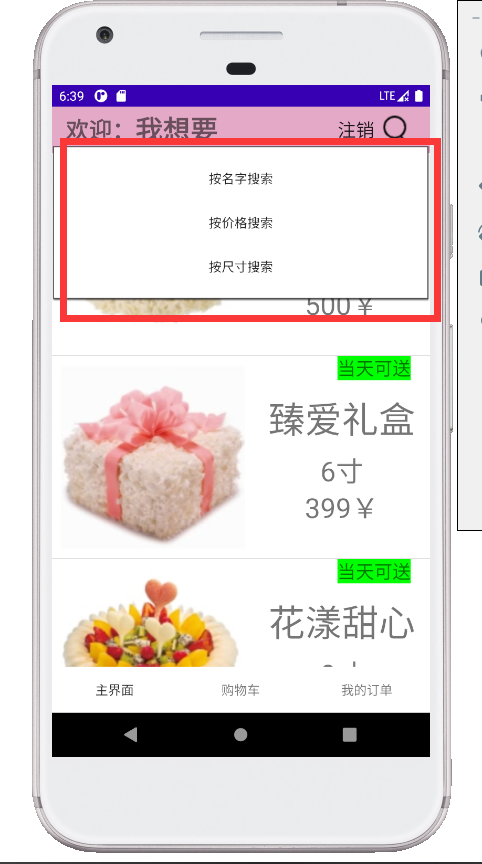 6:39 LTE
欢迎：我想要 注销
按名字搜索
按价格搜索
按尺寸搜索
500￥
当天可送
臻爱礼盒
6寸
399￥
当天可送
花漾甜心
主界面 购物车 我的订单